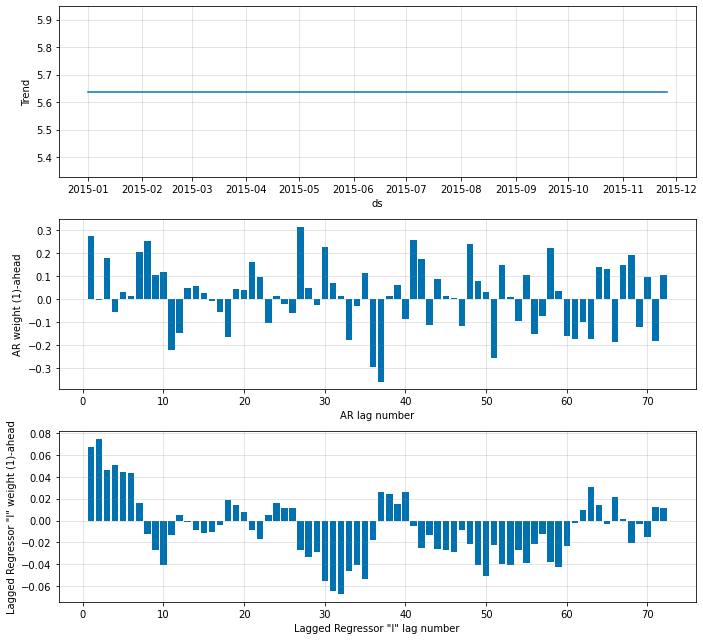 5.9
5.8
5.7
5.6
5.5
5.4
Trend
2015-01 2015-02 2015-03 2015-04 2015-05 2015-06 2015-07 2015-08 2015-09 2015-10 2015-11 2015-12
ds
0.3
0.2
0.1
0.0
−0.1
−0.2
−0.3
AR weight (1)-ahead
0 10 20 30 40 50 60 70
AR lag number
0.08
0.06
0.04
0.02
0.00
−0.02
−0.04
−0.06
Lagged Regressor "I" weight (1)-ahead
0 10 20 30 40 50 60 70
Lagged Regressor "I" lag number